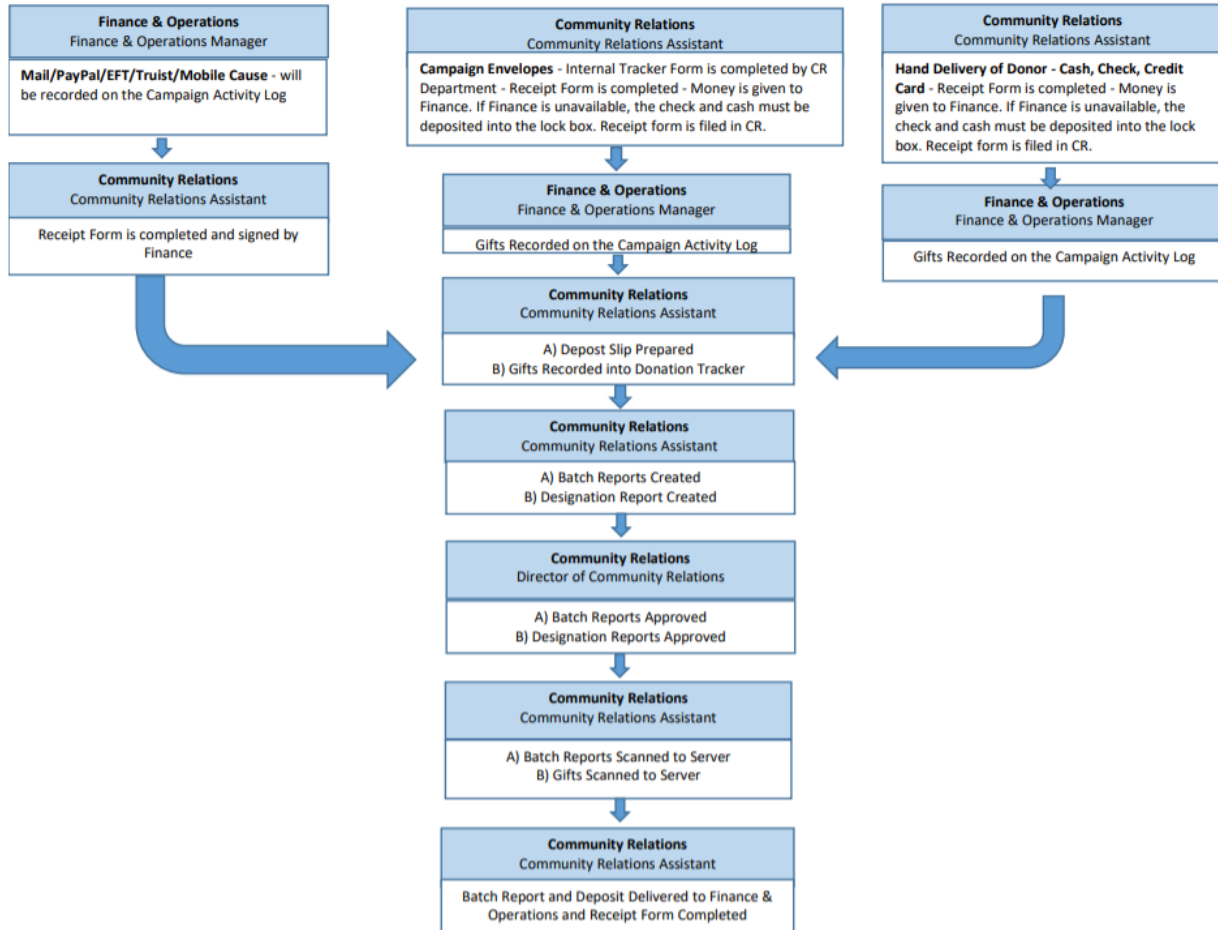 Finance & Operations
Finance & Operations Manager
Mail/PayPal/EFT/Truist/Mobile Cause - will
be recorded on the Campaign Activity Log
Community Relations
Community Relations Assistant
Receipt Form is completed and signed by
Finance
Community Relations
Community Relations Assistant
Campaign Envelopes - Internal Tracker Form is completed by CR
Department - Receipt Form is completed - Money is given to
Finance. If Finance is unavailable, the check and cash must be
deposited into the lock box. Receipt form is filed in CR.
Finance & Operations
Finance & Operations Manager
Gifts Recorded on the Campaign Activity Log
Community Relations
Community Relations Assistant
Hand Delivery of Donor - Cash, Check, Credit
Card - Receipt Form is completed - Money is
given to Finance. If Finance is unavailable, the
check and cash must be deposited into the lock
box. Receipt form is filed in CR.
Finance & Operations
Finance & Operations Manager
Gifts Recorded on the Campaign Activity Log
Community Relations
Community Relations Assistant
A) Depost Slip Prepared
B) Gifts Recorded into Donation Tracker
Community Relations
Community Relations Assistant
A) Batch Reports Created
B) Designation Report Created
Community Relations
Director of Community Relations
A) Batch Reports Approved
B) Designation Reports Approved
Community Relations
Community Relations Assistant
A) Batch Reports Scanned to Server
B) Gifts Scanned to Server
Community Relations
Community Relations Assistant
Batch Report and Deposit Delivered to Finance &
Operations and Receipt Form Completed